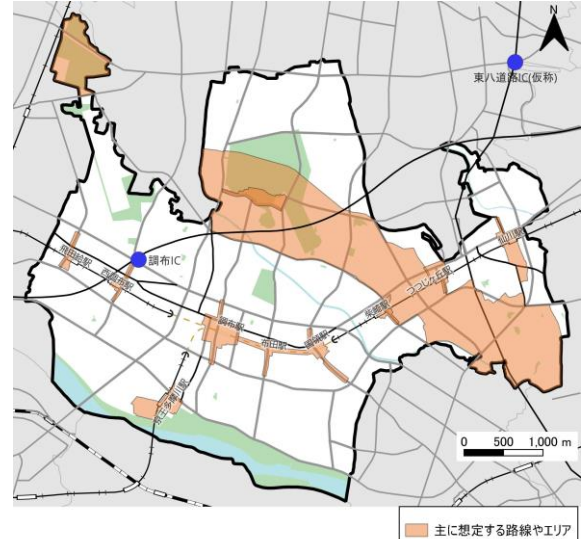 N
東八道路IC(仮称)
仙川駅
つつじヶ丘駅
柴崎駅
飛田給駅
西調布駅
調布IC
調布駅
布田駅
国領駅
京王多摩川駅
0 500 1,000 m
主に想定する路線やエリア